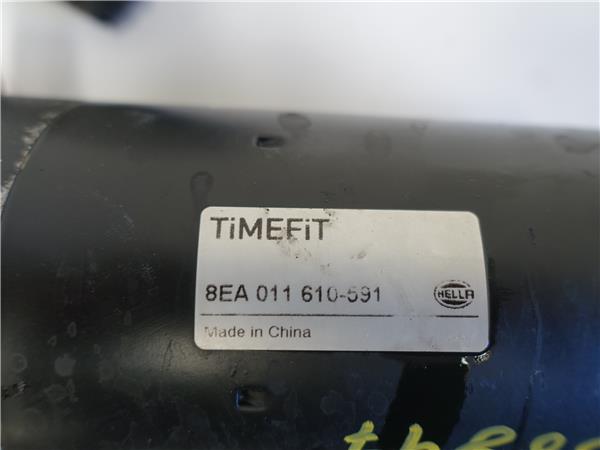 TiMEFiT
8EA 011 610-591
HELLA
Made in China